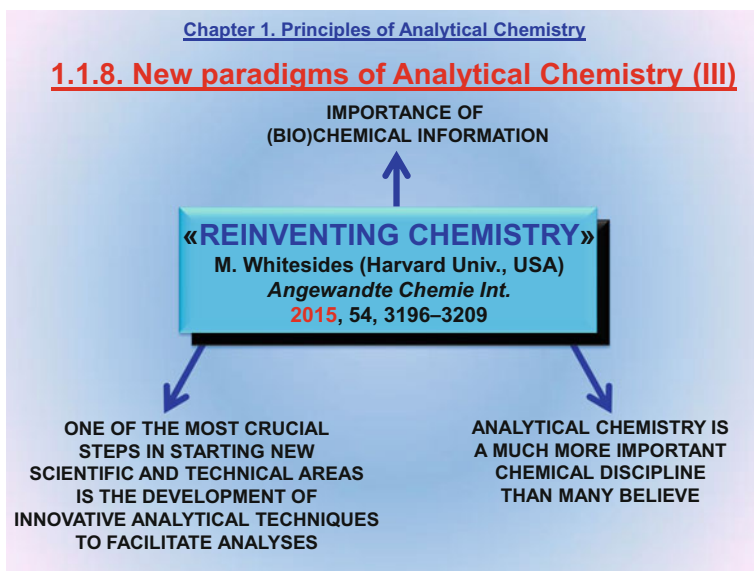 Chapter 1. Principles of Analytical Chemistry
1.1.8. New paradigms of Analytical Chemistry (III)
IMPORTANCE OF
(BIO)CHEMICAL INFORMATION
«REINVENTING CHEMISTRY»
M. Whitesides (Harvard Univ., USA)
Angewandte Chemie Int.
2015, 54, 3196–3209
ONE OF THE MOST CRUCIAL
STEPS IN STARTING NEW
SCIENTIFIC AND TECHNICAL AREAS
IS THE DEVELOPMENT OF
INNOVATIVE ANALYTICAL TECHNIQUES
TO FACILITATE ANALYSES
ANALYTICAL CHEMISTRY IS
A MUCH MORE IMPORTANT
CHEMICAL DISCIPLINE
THAN MANY BELIEVE